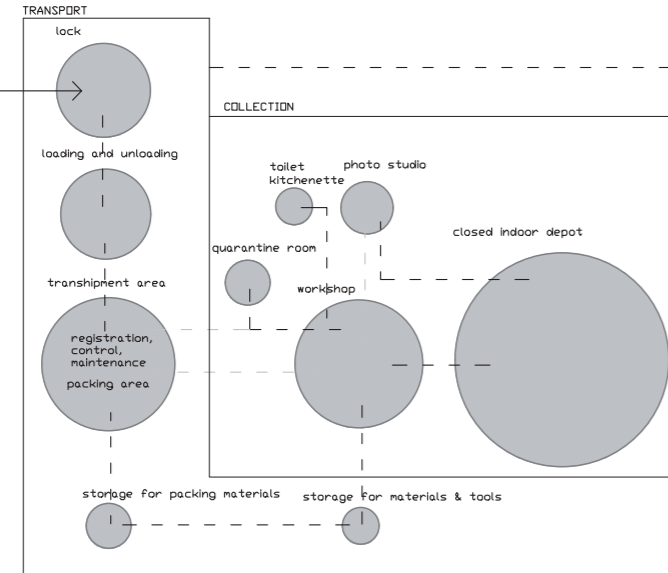 TRANSPORT
lock
COLLECTION
loading and unloading
toilet
kitchenette
photo studio
closed indoor depot
quarantine room
transhipment area
workshop
registration,
control,
maintenance
packing area
storage for packing materials
storage for materials & tools